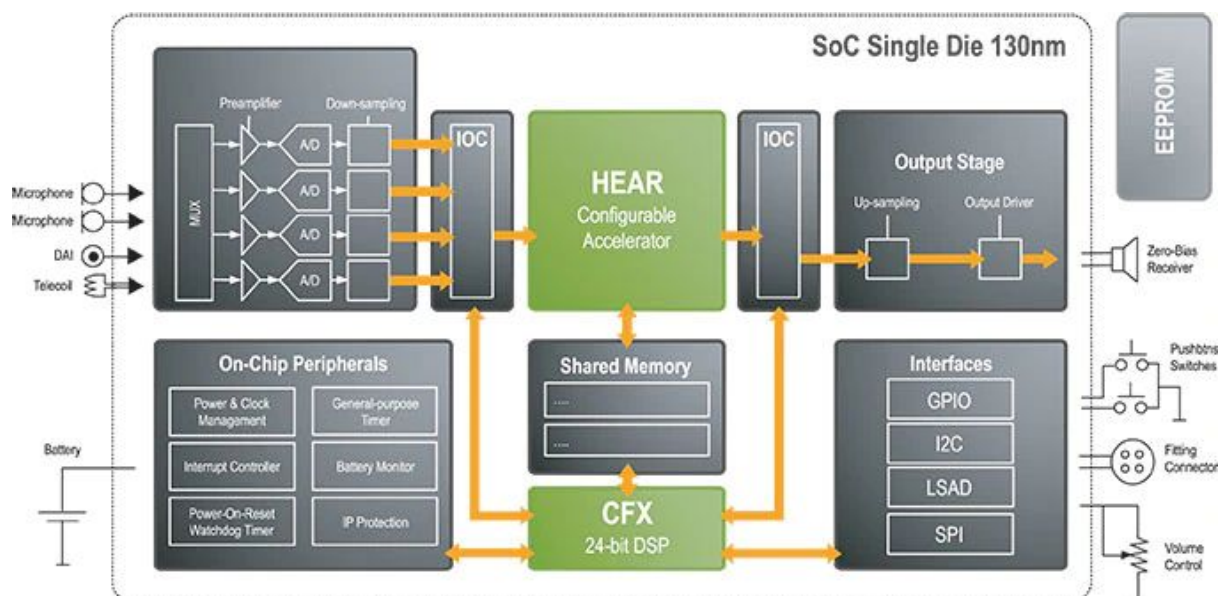 SoC Single Die 130nm
EEPROM
Preamplifier
Down-sampling
MUX
A/D
A/D
A/D
A/D
IOC
HEAR
Configurable
Accelerator
IOC
Output Stage
Up-sampling
Output Driver
Microphone
Microphone
DAI
Telecoil
Zero-Bias
Receiver
On-Chip Peripherals
Power & Clock
Management
General-purpose
Timer
Interrupt Controller
Battery Monitor
Power-On-Reset
Watchdog Timer
IP Protection
Battery
Shared Memory
....
....
CFX
24-bit DSP
Interfaces
GPIO
I2C
LSAD
SPI
Pushbtns
Switches
Fitting
Connector
Volume
Control